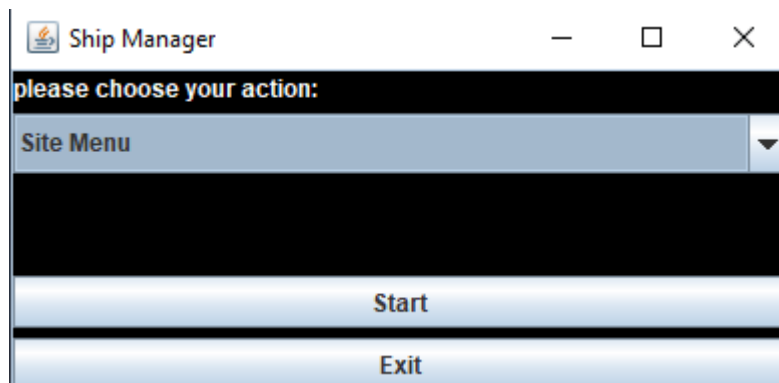 Ship Manager
please choose your action:
Site Menu
Start
Exit